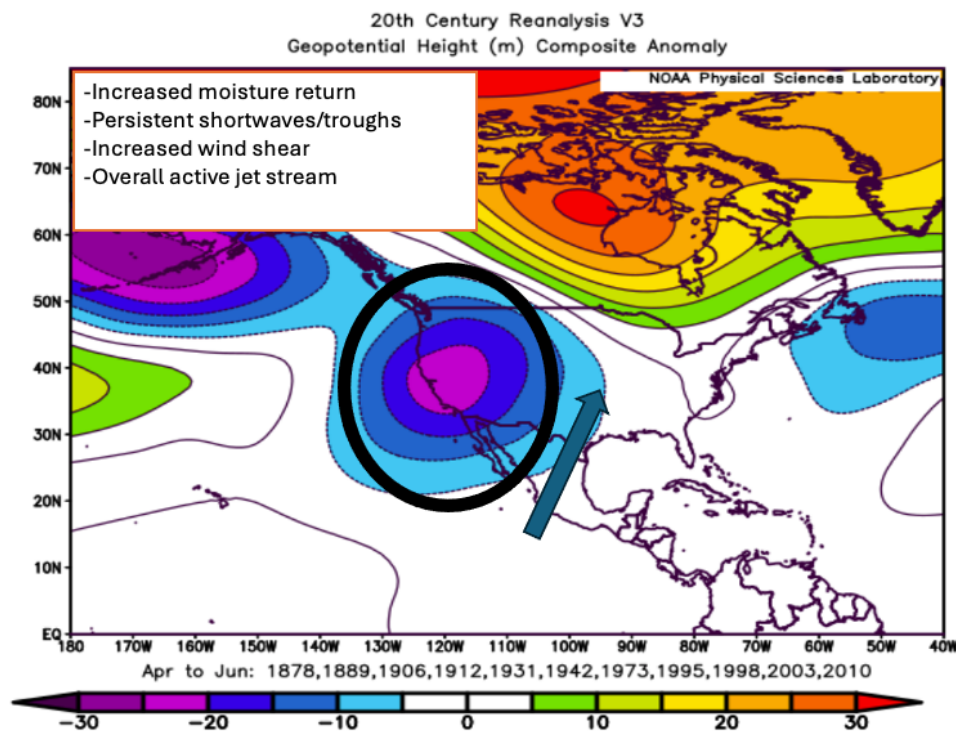 20th Century Reanalysis V3
Geopotential Height (m) Composite Anomaly
NOAA Physical Sciences Laboratory
-Increased moisture return
-Persistent shortwaves/troughs
-Increased wind shear
-Overall active jet stream
80N
70N
60N
50N
40N
30N
20N
10N
EQ
180 170W 160W 150W 140W 130W 120W 110W 100W 90W 80W 70W 60W 50W 40W
Apr to Jun: 1878,1889,1906,1912,1931,1942,1973,1995,1998,2003,2010
-30 -20 -10 0 10 20 30